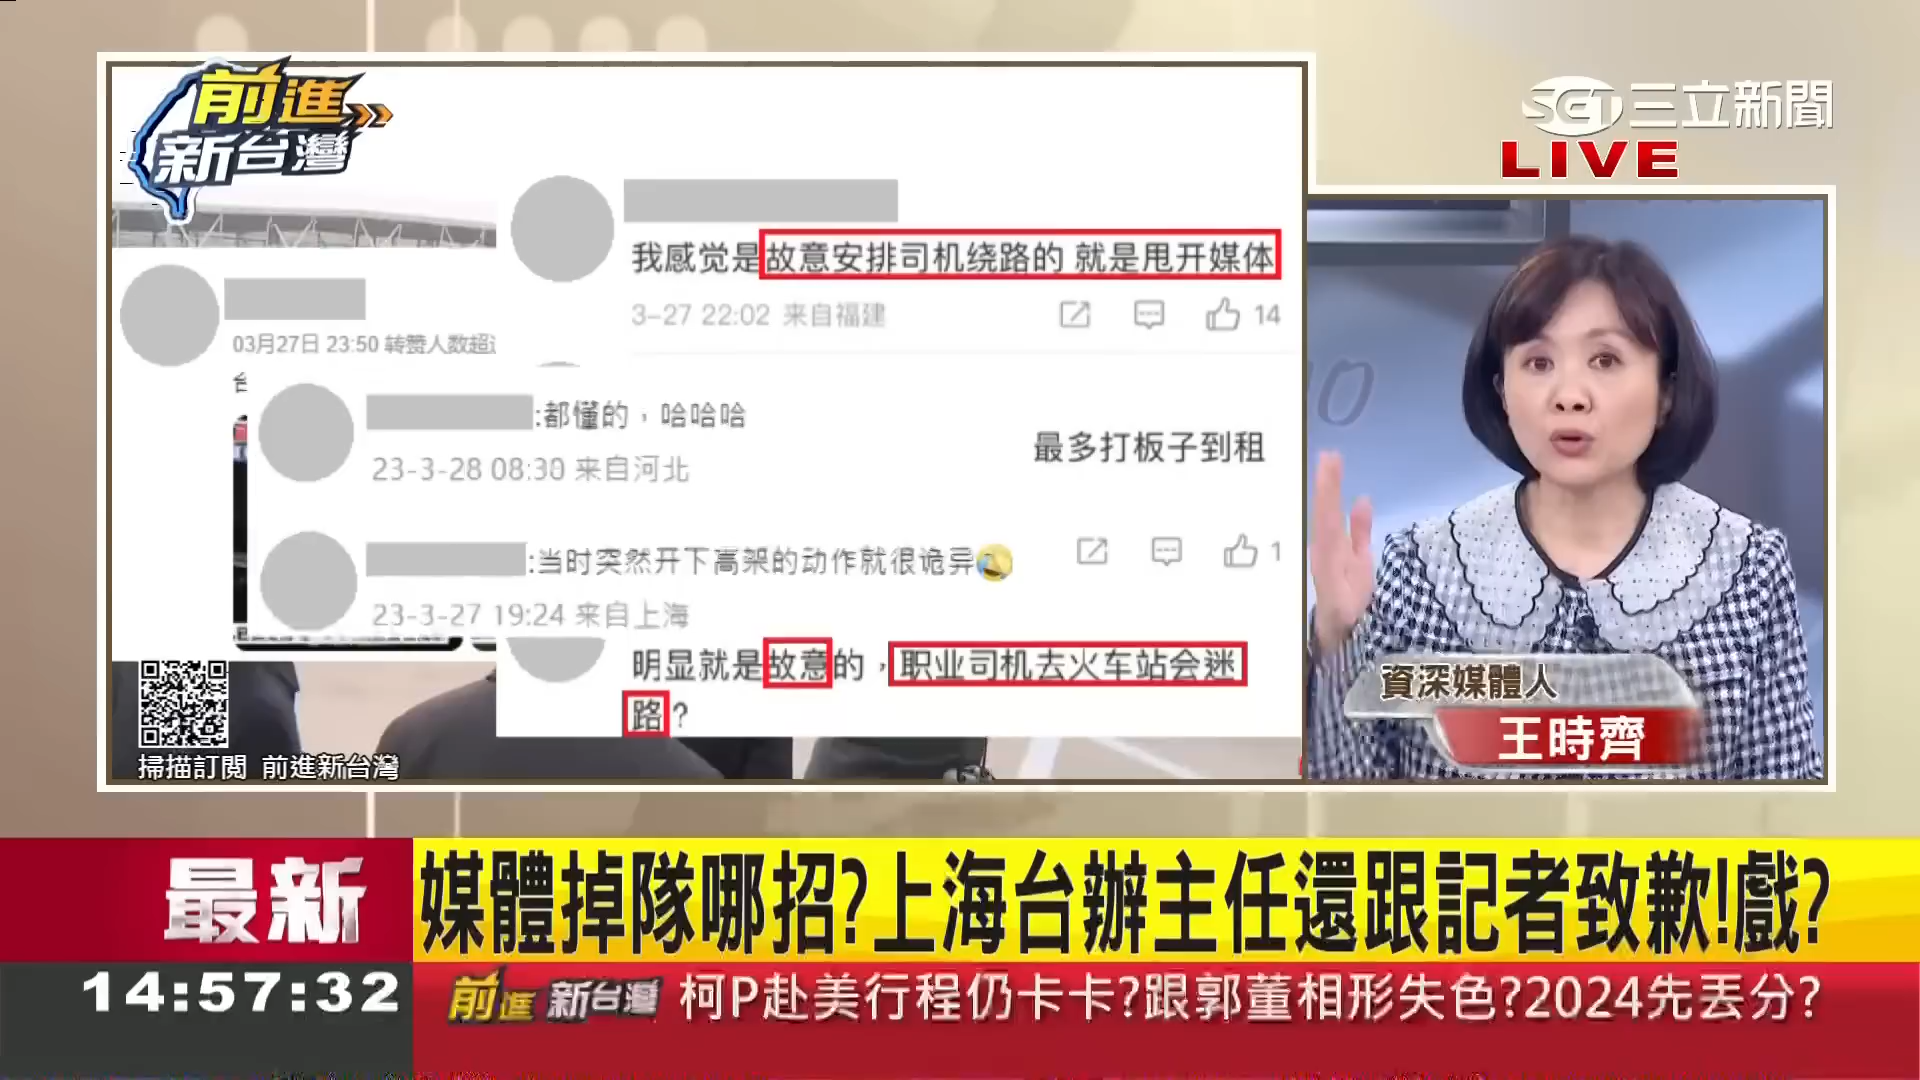 前進
新台灣
SET三立新聞
LIVE
我感觉是故意安排司机绕路的 就是甩开媒体
3-27 22:02 来自福建
14
03月27日 23:50 转赞人数超
:都懂的，哈哈哈
23-3-28 08:30 来自河北
最多打板子到租
:当时突然开下高架的动作就很诡异
1
23-3-27 19:24 来自上海
明显就是故意的，职业司机去火车站会迷
路？
掃描訂閱 前進新台灣
資深媒體人
王時齊
最新
媒體掉隊哪招?上海台辦主任還跟記者致歉!戲?
14:57:32
前進新台灣 柯P赴美行程仍卡卡?跟郭董相形失色?2024先丟分?